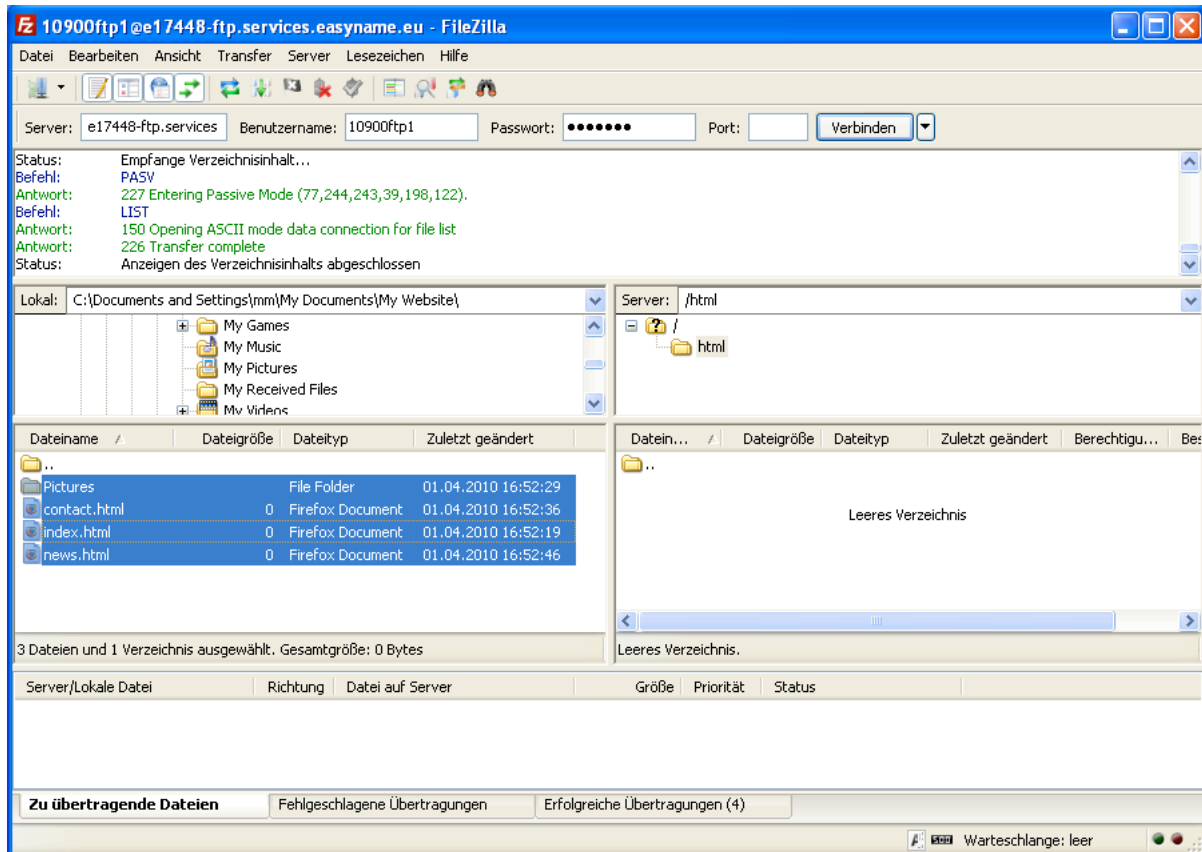 10900ftp1@e17448-ftp.services.easyname.eu - FileZilla
Datei Bearbeiten Ansicht Transfer Server Lesezeichen Hilfe
Server: e17448-ftp.services Benutzername: 10900ftp1 Passwort: ●●●●●●● Port: Verbinden
Status: Empfange Verzeichnisinhalt...
Befehl: PASV
Antwort: 227 Entering Passive Mode (77,244,243,39,198,122).
Befehl: LIST
Antwort: 150 Opening ASCII mode data connection for file list
Antwort: 226 Transfer complete
Status: Anzeigen des Verzeichnisinhalts abgeschlossen
Lokal: C:\Documents and Settings\mm\My Documents\My Website\
My Games
My Music
My Pictures
My Received Files
My Videos
Server: /html
/
html
Dateiname Dateigröße Dateityp Zuletzt geändert
..
Pictures File Folder 01.04.2010 16:52:29
contact.html 0 Firefox Document 01.04.2010 16:52:36
index.html 0 Firefox Document 01.04.2010 16:52:19
news.html 0 Firefox Document 01.04.2010 16:52:46
3 Dateien und 1 Verzeichnis ausgewählt. Gesamtgröße: 0 Bytes
Datein... Dateigröße Dateityp Zuletzt geändert Berechtigu... Bes
..
Leeres Verzeichnis
Leeres Verzeichnis.
Server/Lokale Datei Richtung Datei auf Server Größe Priorität Status
Zu übertragende Dateien Fehlgeschlagene Übertragungen Erfolgreiche Übertragungen (4)
Warteschlange: leer